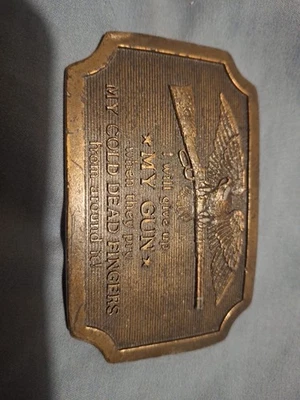 I will give up
★ MY GUN ★
when they pry
MY COLD DEAD FINGERS
from around it!